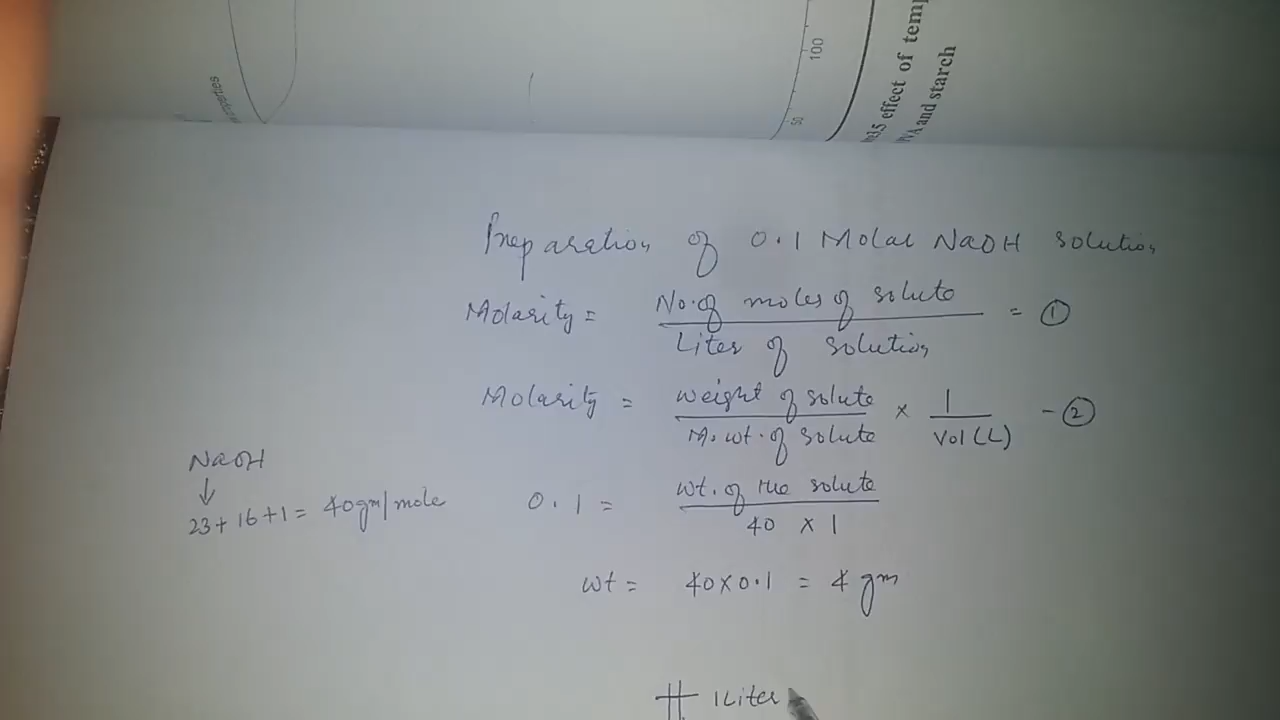 100
50
effect of tem
and starch
Preparation of 0.1 Molar NaOH solution
Molarity = No. of moles of solute = ①
Liter of solution
Molarity = weight of solute × 1 - ②
M. wt. of solute Vol (L)
NaOH
↓
23+16+1 = 40gm/mole
0.1 = wt. of the solute
40 × 1
wt = 40×0.1 = 4 gm
# 1Liter